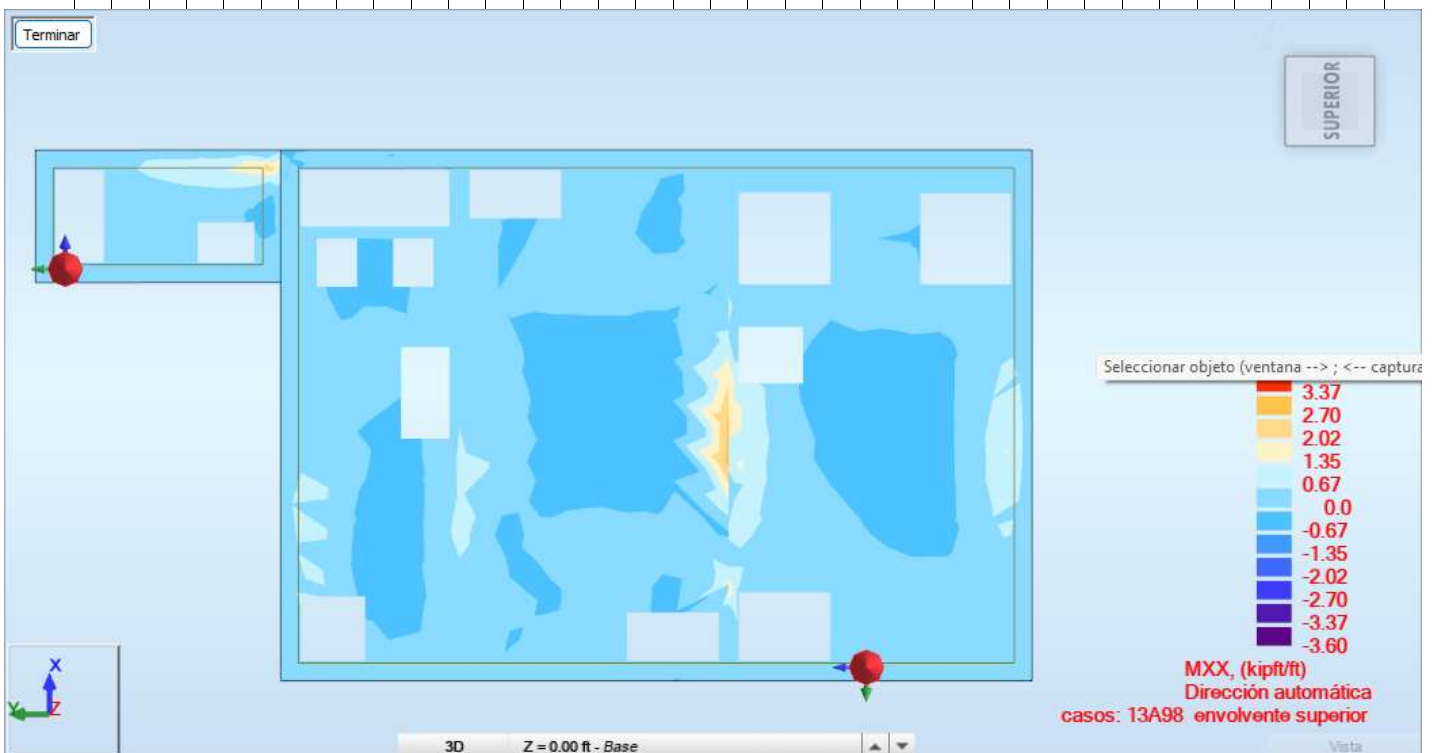 Terminar
SUPERIOR
Seleccionar objeto (ventana --> ; <-- captura
3.37
2.70
2.02
1.35
0.67
0.0
-0.67
-1.35
-2.02
-2.70
-3.37
-3.60
MXX, (kipft/ft)
Dirección automática
casos: 13A98 envolvente superior
X
Y
Z
3D
Z = 0.00 ft - Base
Vista